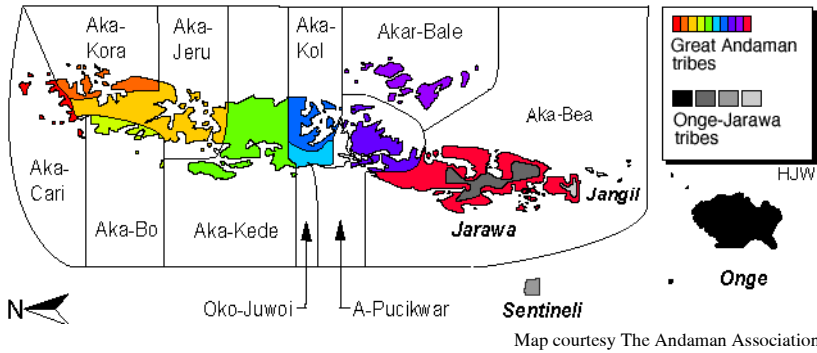 Aka-
Kora
Aka-
Jeru
Aka-
Kol
Akar-Bale
Great Andaman
tribes
Onge-Jarawa
tribes
HJW
Aka-Bea
Aka-
Cari
Jangil
Aka-Bo
Aka-Kede
Jarawa
Onge
N
Oko-Juwoi
A-Pucikwar
Sentineli
Map courtesy The Andaman Association